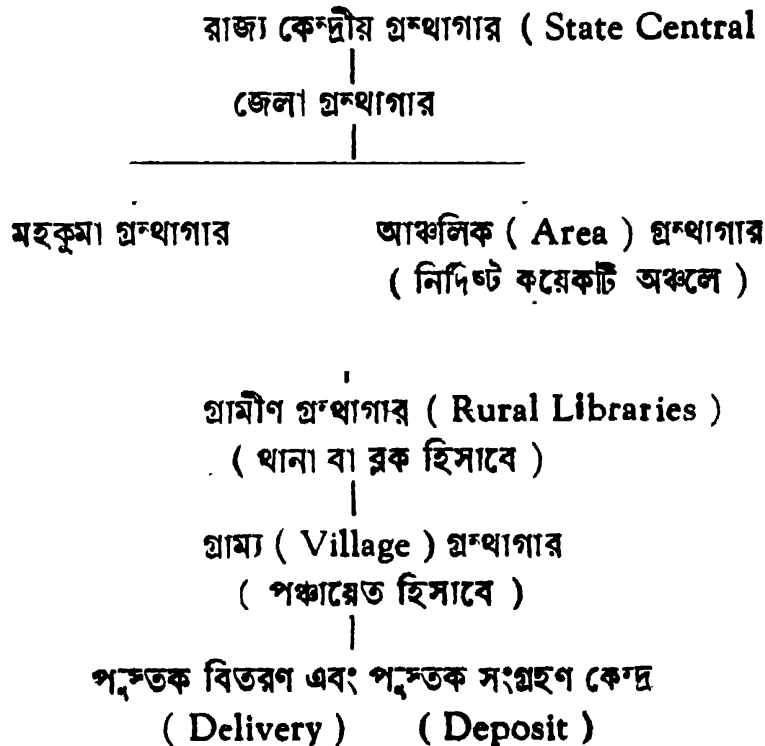 রাজ্য কেন্দ্রীয় গ্রন্থাগার ( State Central
জেলা গ্রন্থাগার
মহকুমা গ্রন্থাগার আঞ্চলিক ( Area ) গ্রন্থাগার
( নির্দিষ্ট কয়েকটি অঞ্চলে )
গ্রামীণ গ্রন্থাগার ( Rural Libraries )
( থানা বা ব্লক হিসাবে )
গ্রাম্য ( Village ) গ্রন্থাগার
( পঞ্চায়েত হিসাবে )
পুস্তক বিতরণ এবং পুস্তক সংগ্রহণ কেন্দ্র
( Delivery ) ( Deposit )